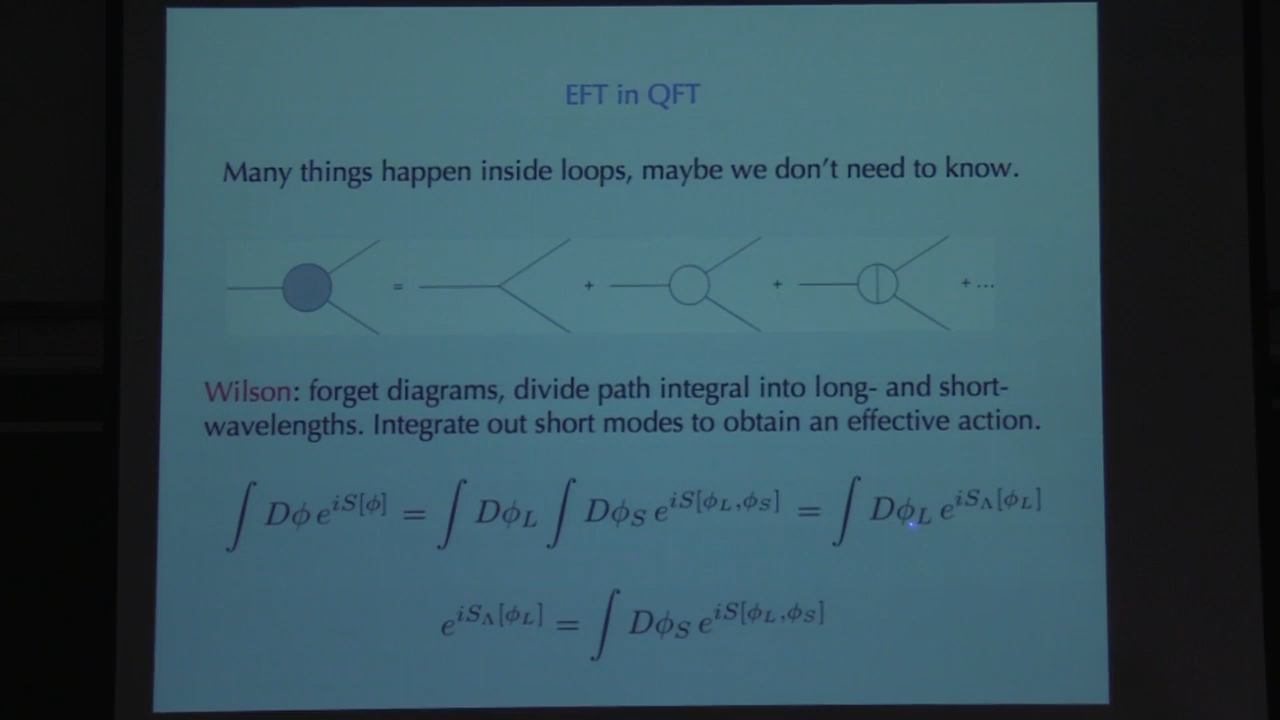 EFT in QFT
Many things happen inside loops, maybe we don't need to know.
= + + + ...
Wilson: forget diagrams, divide path integral into long- and short-
wavelengths. Integrate out short modes to obtain an effective action.
∫ Dϕ e^{iS[ϕ]} = ∫ Dϕ_L ∫ Dϕ_S e^{iS[ϕ_L,ϕ_S]} = ∫ Dϕ_L e^{iS_Λ[ϕ_L]}
e^{iS_Λ[ϕ_L]} = ∫ Dϕ_S e^{iS[ϕ_L,ϕ_S]}